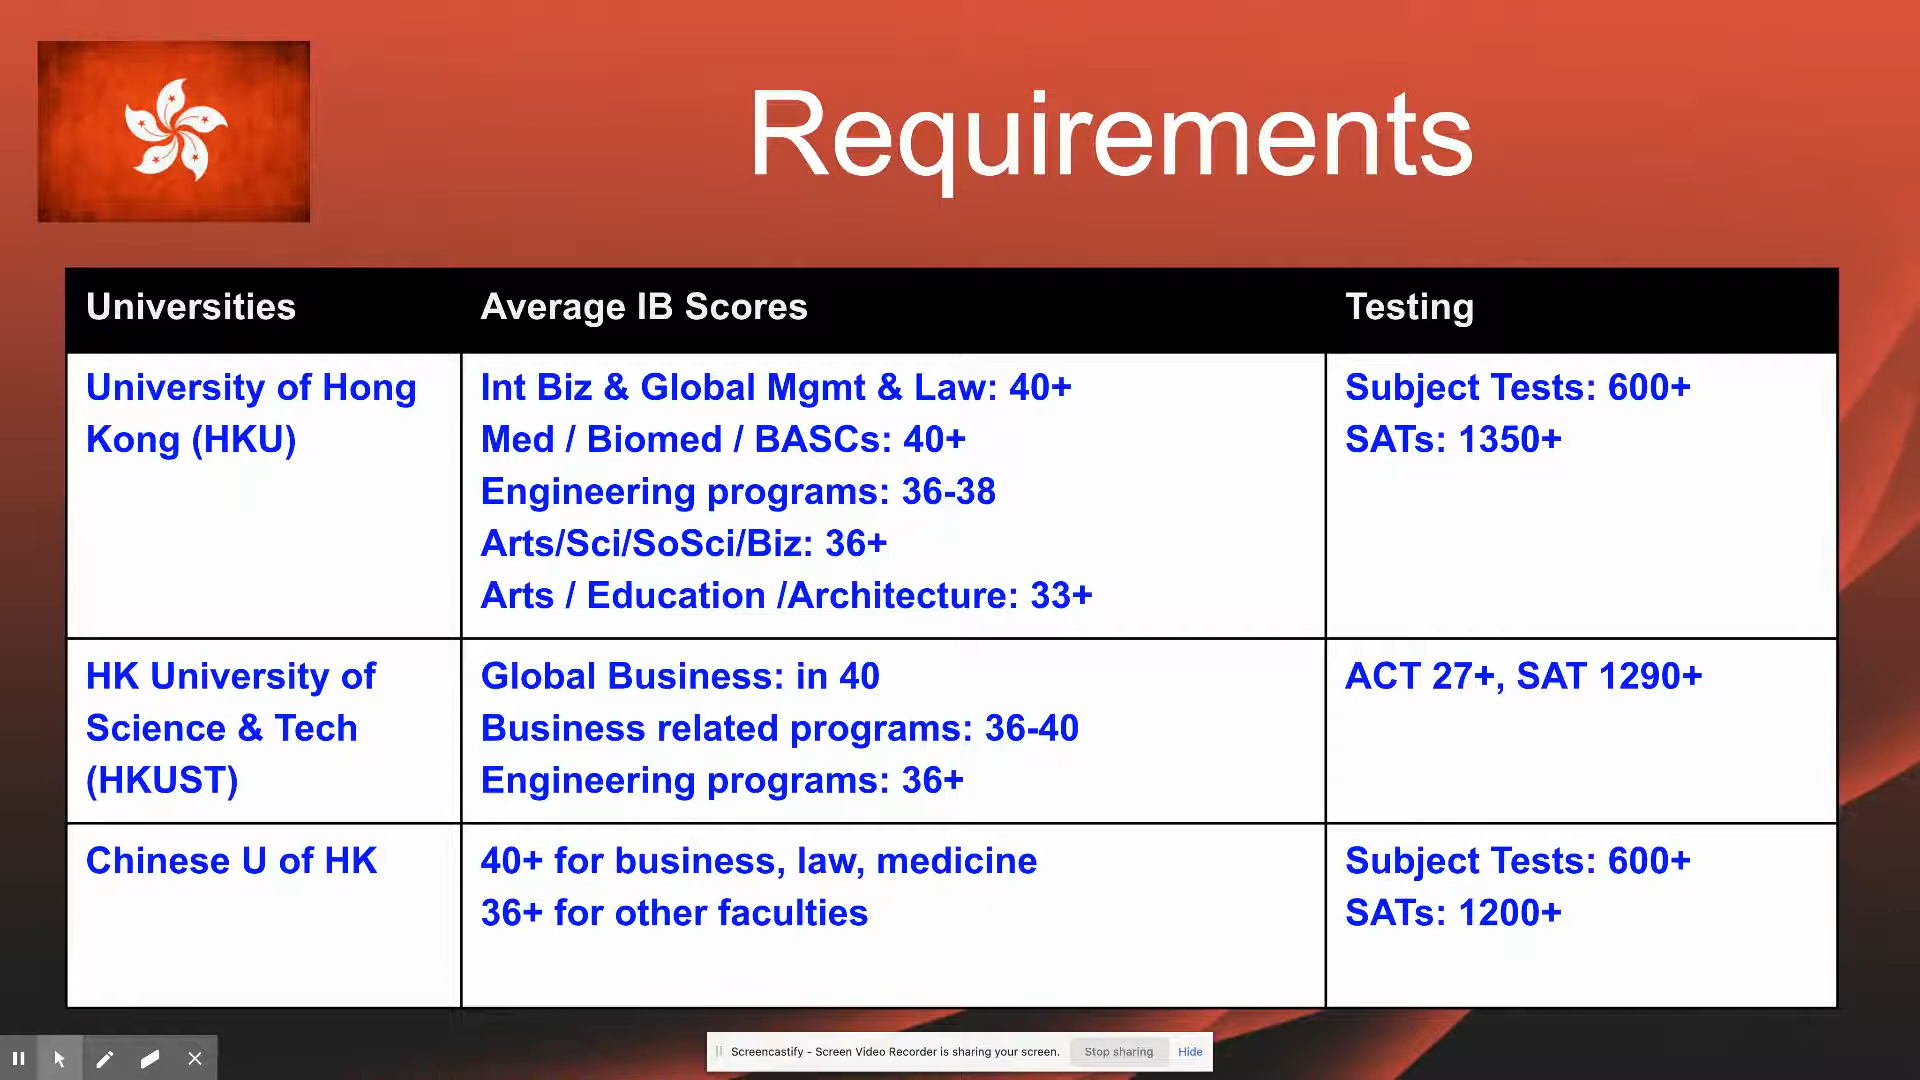 Requirements
Universities
Average IB Scores
Testing
University of Hong
Kong (HKU)
Int Biz & Global Mgmt & Law: 40+
Med / Biomed / BASCs: 40+
Engineering programs: 36-38
Arts/Sci/SoSci/Biz: 36+
Arts / Education /Architecture: 33+
Subject Tests: 600+
SATs: 1350+
HK University of
Science & Tech
(HKUST)
Global Business: in 40
Business related programs: 36-40
Engineering programs: 36+
ACT 27+, SAT 1290+
Chinese U of HK
40+ for business, law, medicine
36+ for other faculties
Subject Tests: 600+
SATs: 1200+
Screencastify - Screen Video Recorder is sharing your screen.
Stop sharing
Hide